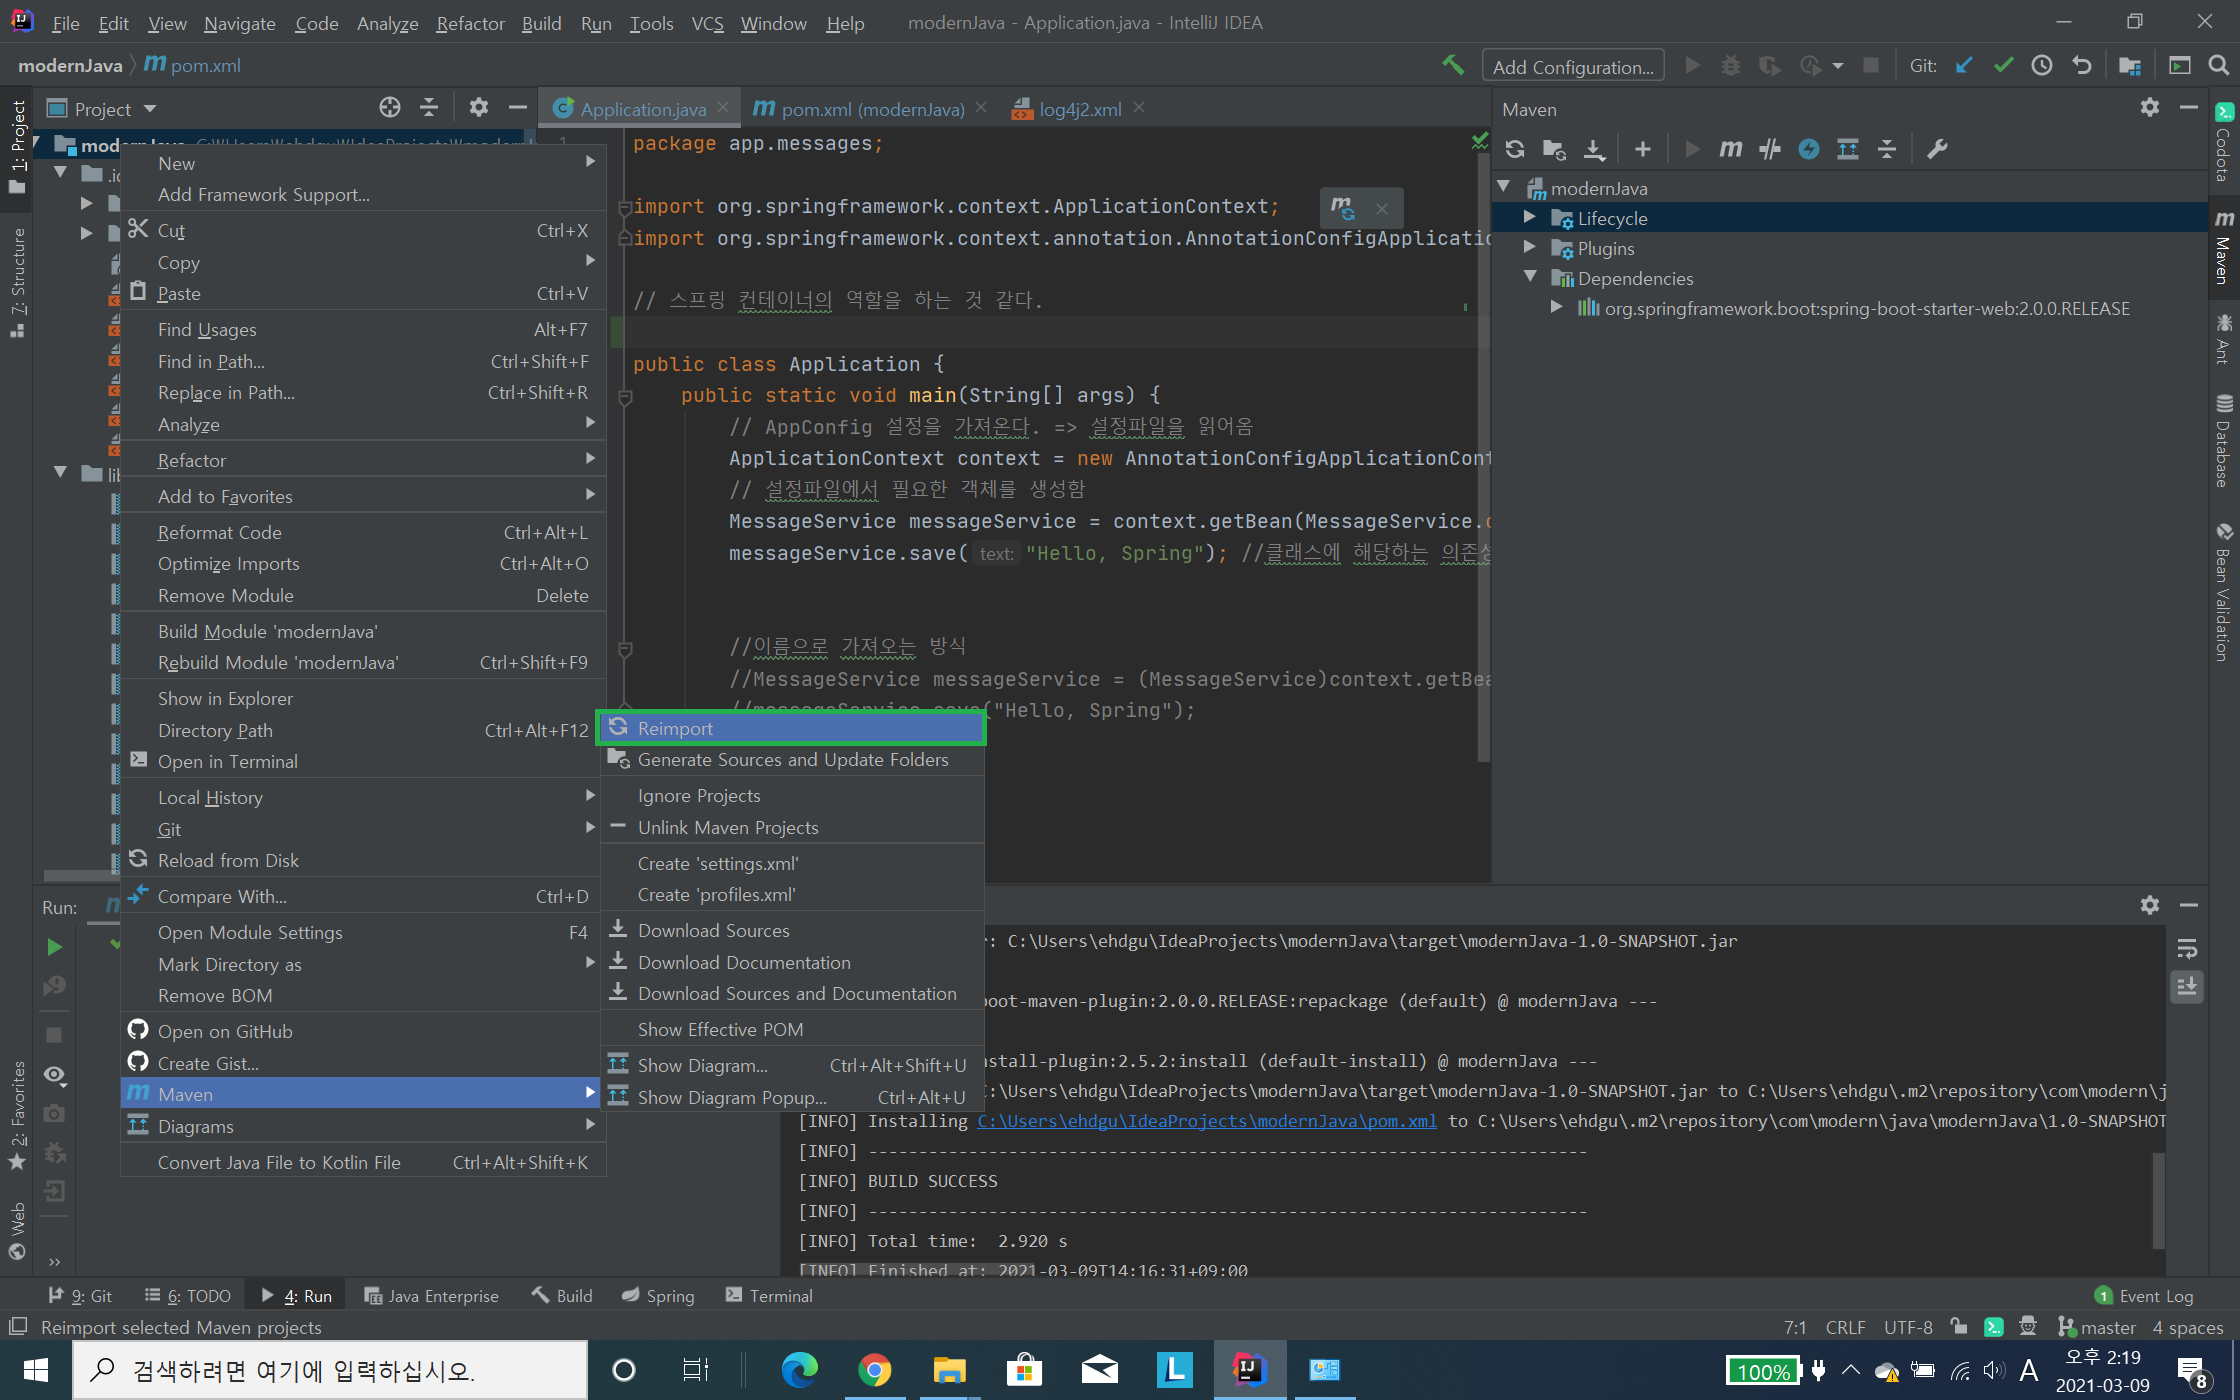 File Edit View Navigate Code Analyze Refactor Build Run Tools VCS Window Help modernJava - Application.java - IntelliJ IDEA
modernJava pom.xml Add Configuration... Git:
Project Application.java pom.xml (modernJava) log4j2.xml Maven
1: Project
7: Structure
2: Favorites
Web
New
Add Framework Support...
Cut Ctrl+X
Copy
Paste Ctrl+V
Find Usages Alt+F7
Find in Path... Ctrl+Shift+F
Replace in Path... Ctrl+Shift+R
Analyze
Refactor
Add to Favorites
Reformat Code Ctrl+Alt+L
Optimize Imports Ctrl+Alt+O
Remove Module Delete
Build Module 'modernJava'
Rebuild Module 'modernJava' Ctrl+Shift+F9
Show in Explorer
Directory Path Ctrl+Alt+F12
Open in Terminal
Local History
Git
Reload from Disk
Compare With... Ctrl+D
Open Module Settings F4
Mark Directory as
Remove BOM
Open on GitHub
Create Gist...
Maven
Diagrams
Convert Java File to Kotlin File Ctrl+Alt+Shift+K
Reimport
Generate Sources and Update Folders
Ignore Projects
Unlink Maven Projects
Create 'settings.xml'
Create 'profiles.xml'
Download Sources
Download Documentation
Download Sources and Documentation
Show Effective POM
Show Diagram... Ctrl+Alt+Shift+U
Show Diagram Popup... Ctrl+Alt+U
1
package app.messages;
import org.springframework.context.ApplicationContext;
import org.springframework.context.annotation.AnnotationConfigApplicatio
// 스프링 컨테이너의 역할을 하는 것 같다.
public class Application {
public static void main(String[] args) {
// AppConfig 설정을 가져온다. => 설정파일을 읽어옴
ApplicationContext context = new AnnotationConfigApplicationCont
// 설정파일에서 필요한 객체를 생성함
MessageService messageService = context.getBean(MessageService.c
messageService.save( text: "Hello, Spring"); //클래스에 해당하는 의존성
//이름으로 가져오는 방식
//MessageService messageService = (MessageService)context.getBea
//messageService.save("Hello, Spring");
modernJava
Lifecycle
Plugins
Dependencies
org.springframework.boot:spring-boot-starter-web:2.0.0.RELEASE
Codota
Maven
Ant
Database
Bean Validation
Run:
: C:\Users\ehdgu\IdeaProjects\modernJava\target\modernJava-1.0-SNAPSHOT.jar
oot-maven-plugin:2.0.0.RELEASE:repackage (default) @ modernJava ---
nstall-plugin:2.5.2:install (default-install) @ modernJava ---
C:\Users\ehdgu\IdeaProjects\modernJava\target\modernJava-1.0-SNAPSHOT.jar to C:\Users\ehdgu\.m2\repository\com\modern\j
[INFO] Installing C:\Users\ehdgu\IdeaProjects\modernJava\pom.xml to C:\Users\ehdgu\.m2\repository\com\modern\java\modernJava\1.0-SNAPSHOT
[INFO] ------------------------------------------------------------------------
[INFO] BUILD SUCCESS
[INFO] ------------------------------------------------------------------------
[INFO] Total time:  2.920 s
[INFO] Finished at: 2021-03-09T14:16:31+09:00
9: Git 6: TODO 4: Run Java Enterprise Build Spring Terminal 1 Event Log
Reimport selected Maven projects 7:1 CRLF UTF-8 master 4 spaces
검색하려면 여기에 입력하십시오. L IJ 100% A 오후 2:19
2021-03-09 8